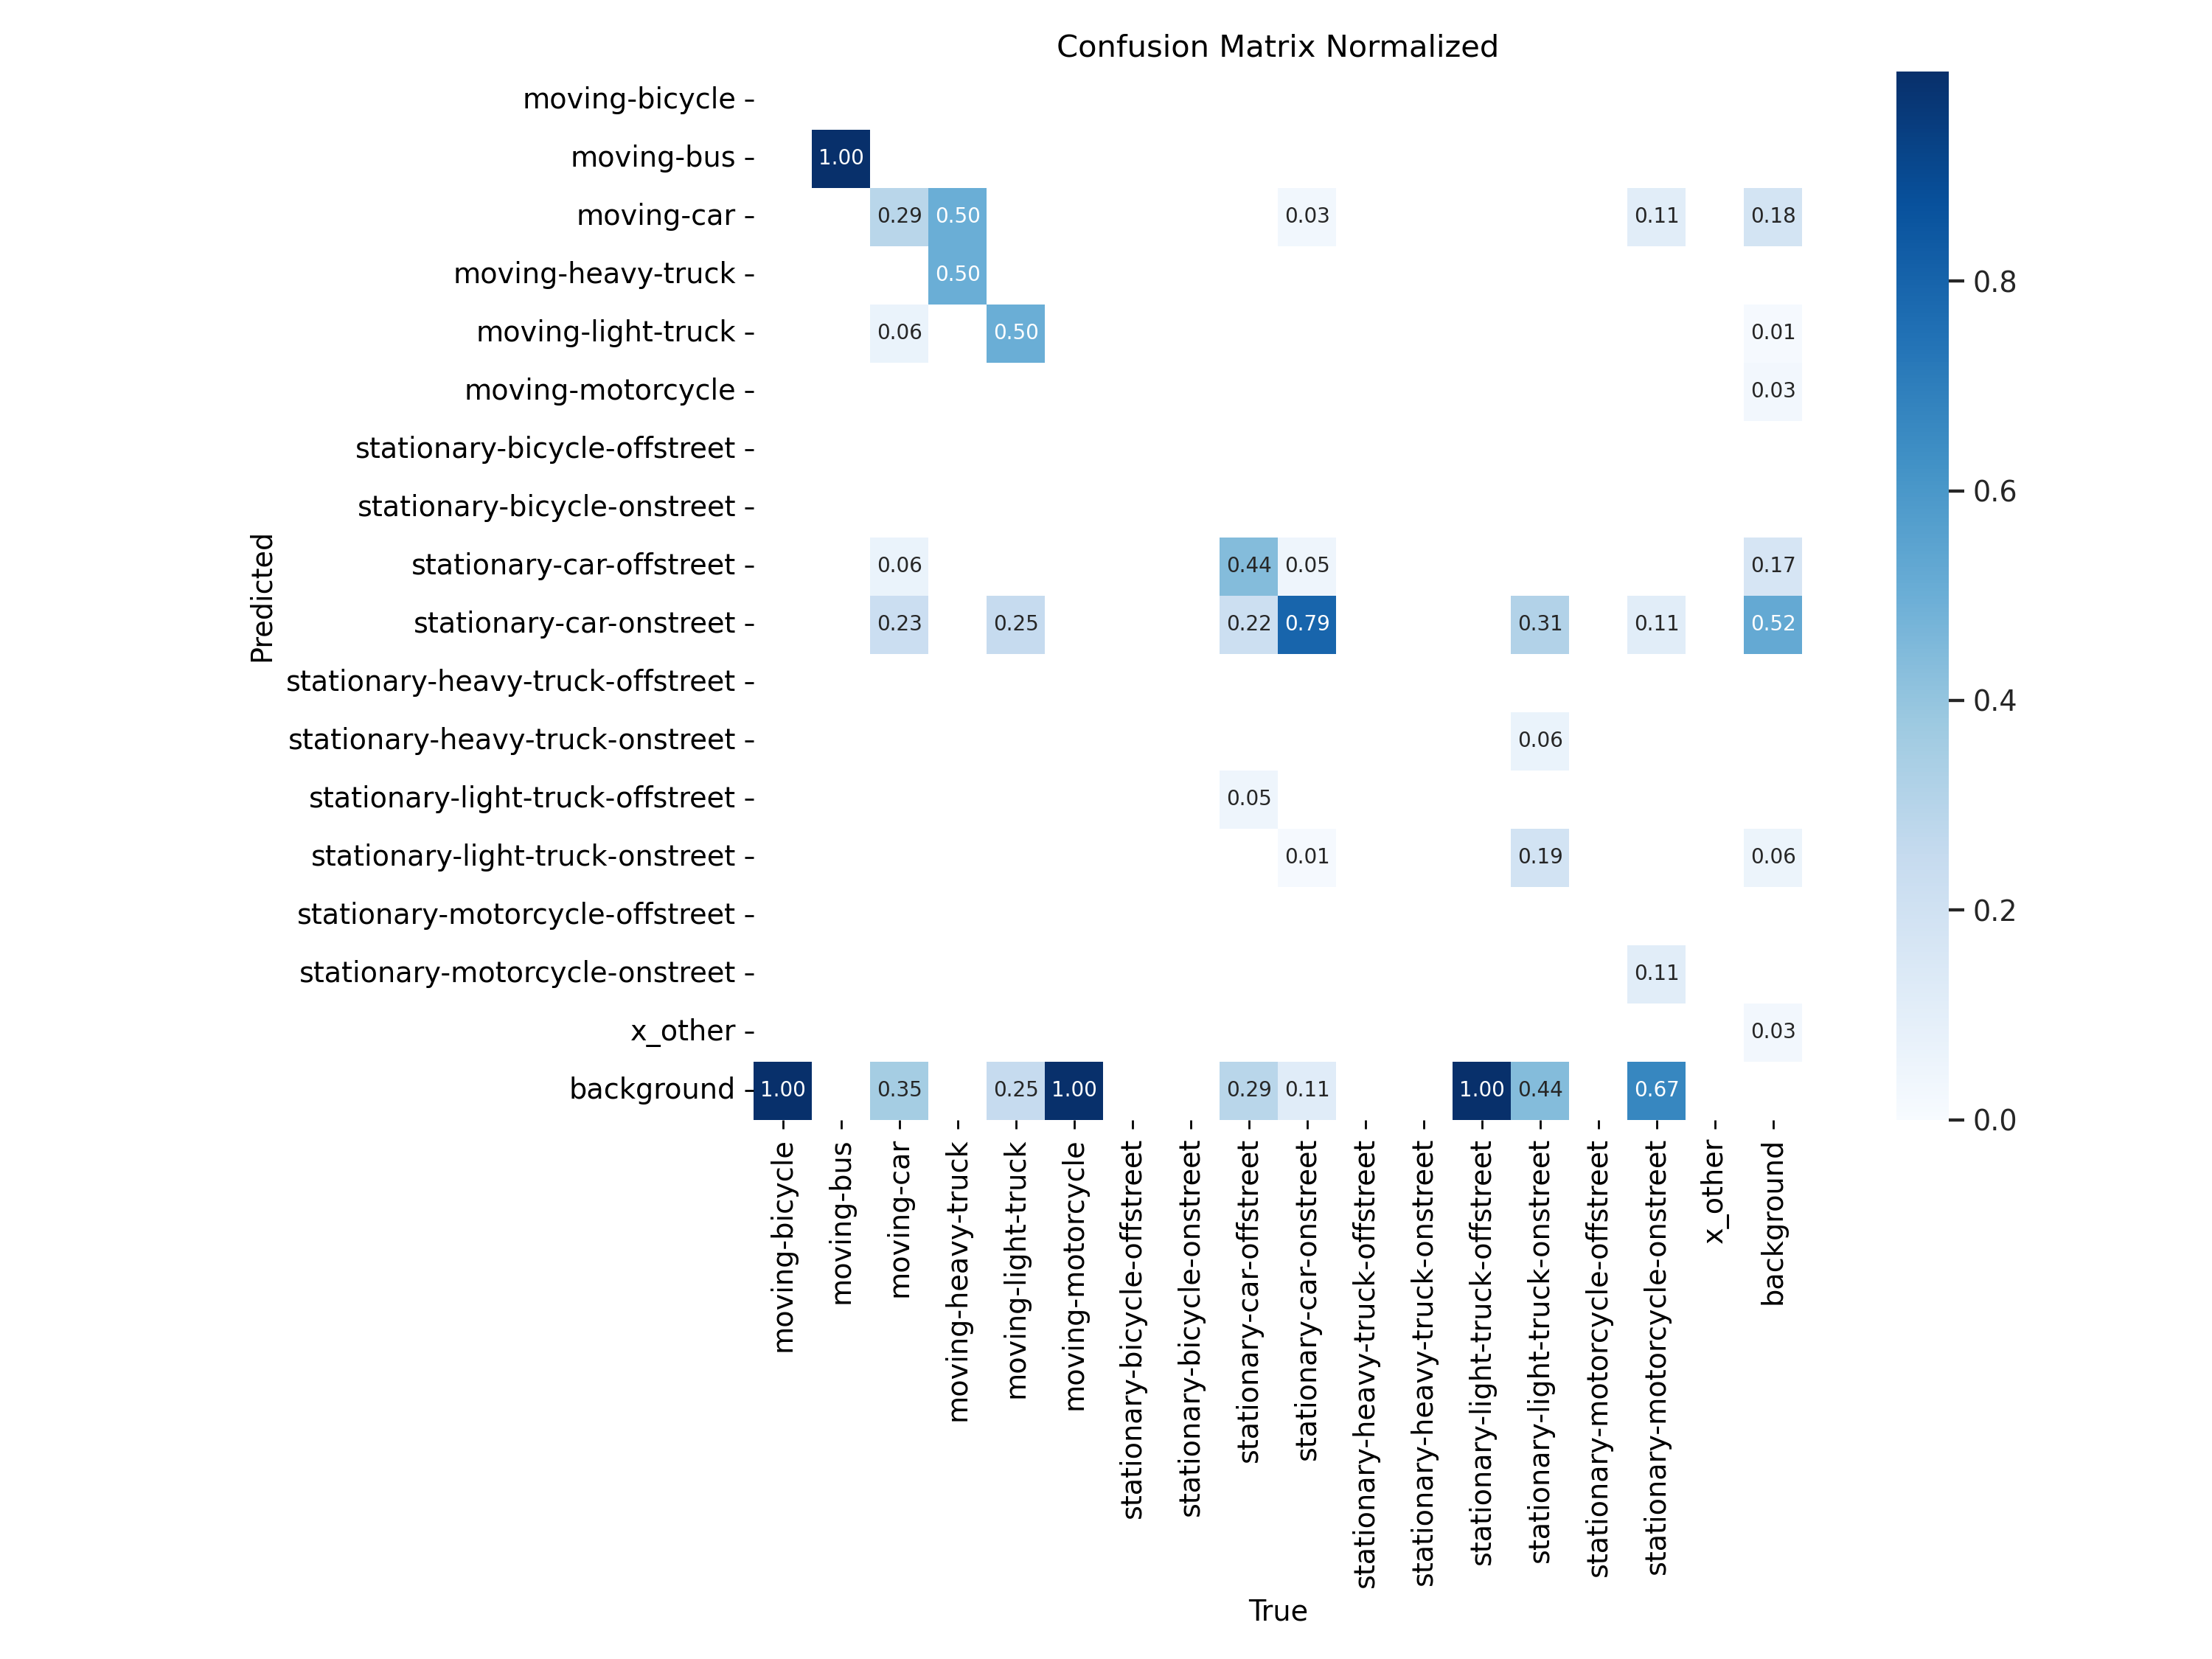 Confusion Matrix Normalized
moving-bicycle
moving-bus 1.00
moving-car 0.29 0.50 0.03 0.11 0.18
moving-heavy-truck 0.50 0.8
moving-light-truck 0.06 0.50 0.01
moving-motorcycle 0.03
stationary-bicycle-offstreet
stationary-bicycle-onstreet 0.6
Predicted
stationary-car-offstreet 0.06 0.44 0.05 0.17
stationary-car-onstreet 0.23 0.25 0.22 0.79 0.31 0.11 0.52
stationary-heavy-truck-offstreet 0.4
stationary-heavy-truck-onstreet 0.06
stationary-light-truck-offstreet 0.05
stationary-light-truck-onstreet 0.01 0.19 0.06
stationary-motorcycle-offstreet 0.2
stationary-motorcycle-onstreet 0.11
x_other 0.03
background 1.00 0.35 0.25 1.00 0.29 0.11 1.00 0.44 0.67
0.0
moving-bicycle
moving-bus
moving-car
moving-heavy-truck
moving-light-truck
moving-motorcycle
stationary-bicycle-offstreet
stationary-bicycle-onstreet
stationary-car-offstreet
stationary-car-onstreet
stationary-heavy-truck-offstreet
stationary-heavy-truck-onstreet
stationary-light-truck-offstreet
stationary-light-truck-onstreet
stationary-motorcycle-offstreet
stationary-motorcycle-onstreet
x_other
background
True